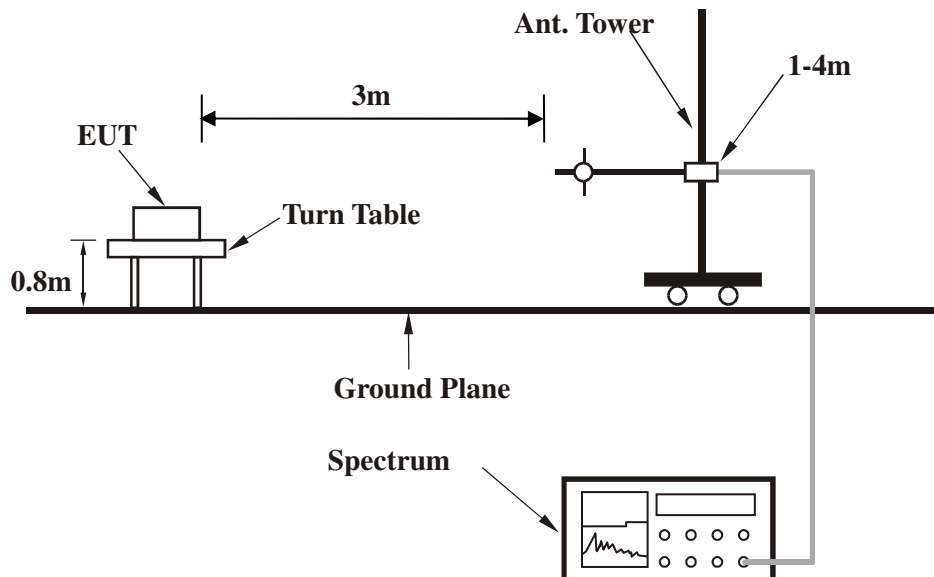 Ant. Tower
1-4m
3m
EUT
Turn Table
0.8m
Ground Plane
Spectrum